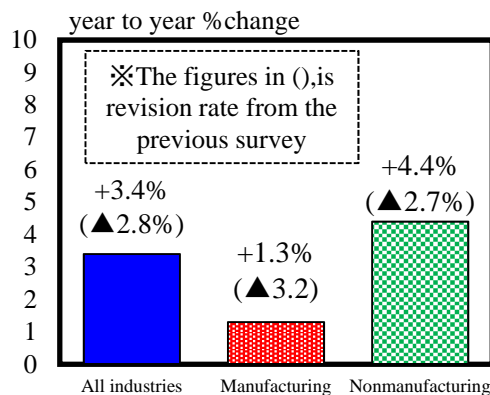 year to year %change
10
9
8
7
6
5
4
3
2
1
0
※The figures in (),is
revision rate from the
previous survey
+3.4%
(▲2.8%)
+1.3%
(▲3.2)
+4.4%
(▲2.7%)
All industries
Manufacturing
Nonmanufacturing